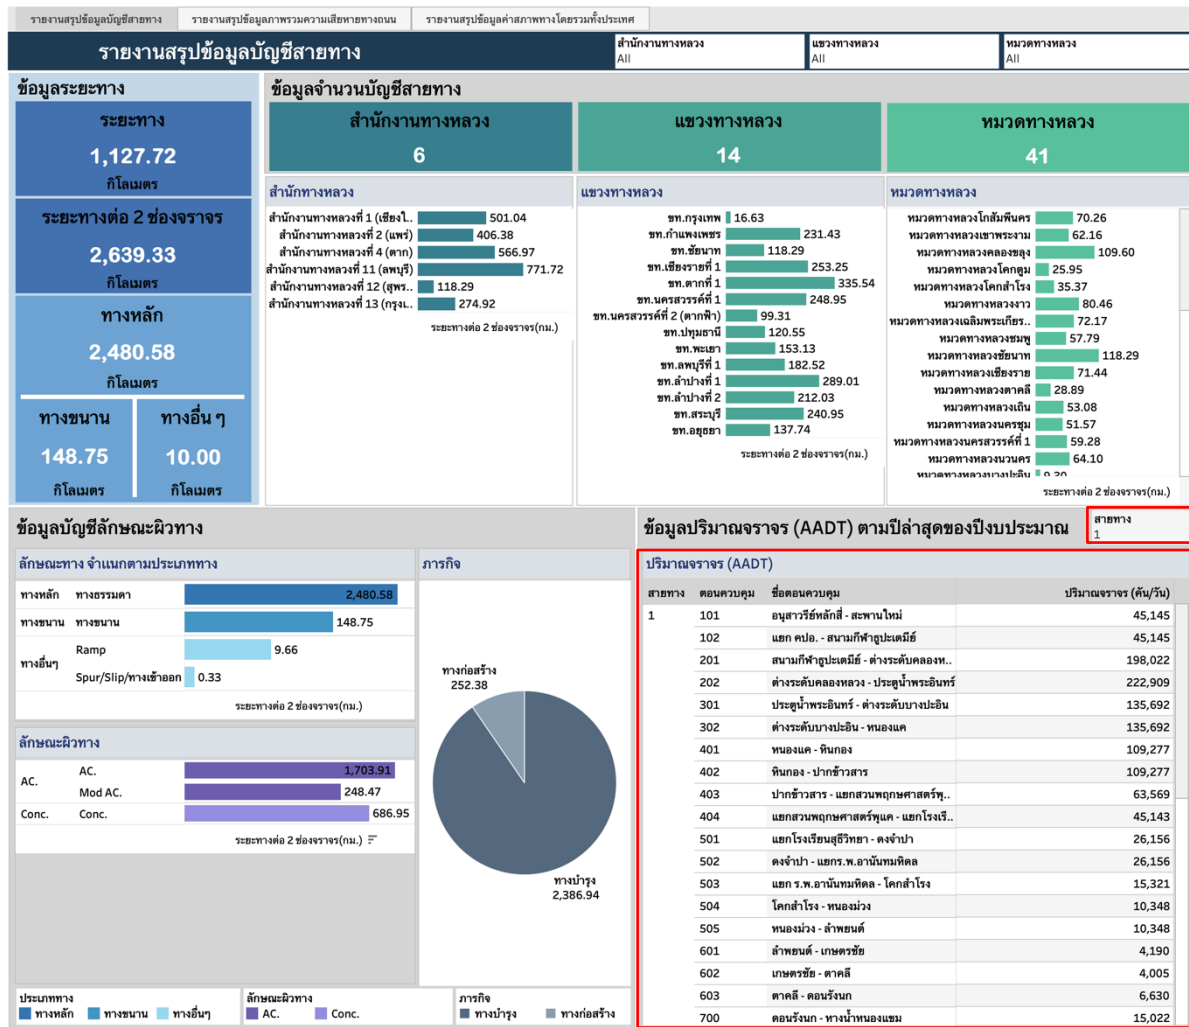 รายงานสรุปข้อมูลบัญชีสายทาง
รายงานสรุปข้อมูลภาพรวมความเสียหายทางถนน
รายงานสรุปข้อมูลค่าสภาพทางโดยรวมทั้งประเทศ
รายงานสรุปข้อมูลบัญชีสายทาง
สำนักงานทางหลวง
All
แขวงทางหลวง
All
หมวดทางหลวง
All
ข้อมูลระยะทาง
ระยะทาง
1,127.72
กิโลเมตร
ระยะทางต่อ 2 ช่องจราจร
2,639.33
กิโลเมตร
ทางหลัก
2,480.58
กิโลเมตร
ทางขนาน
148.75
กิโลเมตร
ทางอื่น ๆ
10.00
กิโลเมตร
ข้อมูลจำนวนบัญชีสายทาง
สำนักงานทางหลวง
6
แขวงทางหลวง
14
หมวดทางหลวง
41
สำนักทางหลวง
สำนักงานทางหลวงที่ 1 (เชียงใ.. 501.04
สำนักงานทางหลวงที่ 2 (แพร่) 406.38
สำนักงานทางหลวงที่ 4 (ตาก) 566.97
สำนักงานทางหลวงที่ 11 (ลพบุรี) 771.72
สำนักงานทางหลวงที่ 12 (สุพร.. 118.29
สำนักงานทางหลวงที่ 13 (กรุงเ.. 274.92
ระยะทางต่อ 2 ช่องจราจร(กม.)
แขวงทางหลวง
ขท.กรุงเทพ 16.63
ขท.กำแพงเพชร 231.43
ขท.ชัยนาท 118.29
ขท.เชียงรายที่ 1 253.25
ขท.ตากที่ 1 335.54
ขท.นครสวรรค์ที่ 1 248.95
ขท.นครสวรรค์ที่ 2 (ตากฟ้า) 99.31
ขท.ปทุมธานี 120.55
ขท.พะเยา 153.13
ขท.ลพบุรีที่ 1 182.52
ขท.ลำปางที่ 1 289.01
ขท.ลำปางที่ 2 212.03
ขท.สระบุรี 240.95
ขท.อยุธยา 137.74
ระยะทางต่อ 2 ช่องจราจร(กม.)
หมวดทางหลวง
หมวดทางหลวงโกสัมพีนคร 70.26
หมวดทางหลวงเขาพระงาม 62.16
หมวดทางหลวงคลองขลุง 109.60
หมวดทางหลวงโคกตูม 25.95
หมวดทางหลวงโคกสำโรง 35.37
หมวดทางหลวงงาว 80.46
หมวดทางหลวงเฉลิมพระเกียร.. 72.17
หมวดทางหลวงชมพู 57.79
หมวดทางหลวงชัยนาท 118.29
หมวดทางหลวงเชียงราย 71.44
หมวดทางหลวงตาคลี 28.89
หมวดทางหลวงเถิน 53.08
หมวดทางหลวงนครชุม 51.57
หมวดทางหลวงนครสวรรค์ที่ 1 59.28
หมวดทางหลวงนวนคร 64.10
หมวดทางหลวงบางปะอิน 9.30
ระยะทางต่อ 2 ช่องจราจร(กม.)
ข้อมูลบัญชีลักษณะผิวทาง
ลักษณะทาง จำแนกตามประเภททาง
ทางหลัก ทางธรรมดา 2,480.58
ทางขนาน ทางขนาน 148.75
ทางอื่นๆ Ramp 9.66
Spur/Slip/ทางเข้าออก 0.33
ระยะทางต่อ 2 ช่องจราจร(กม.)
ลักษณะผิวทาง
AC. AC. 1,703.91
Mod AC. 248.47
Conc. Conc. 686.95
ระยะทางต่อ 2 ช่องจราจร(กม.)
ภารกิจ
ทางก่อสร้าง
252.38
ทางบำรุง
2,386.94
ประเภททาง
ทางหลัก ทางขนาน ทางอื่นๆ
ลักษณะผิวทาง
AC. Conc.
ภารกิจ
ทางบำรุง ทางก่อสร้าง
ข้อมูลปริมาณจราจร (AADT) ตามปีล่าสุดของปีงบประมาณ
สายทาง
1
ปริมาณจราจร (AADT)
สายทาง ตอนควบคุม ชื่อตอนควบคุม ปริมาณจราจร (คัน/วัน)
1 101 อนุสาวรีย์หลักสี่ - สะพานใหม่ 45,145
102 แยก คปอ. - สนามกีฬาธูปะเตมีย์ 45,145
201 สนามกีฬาธูปะเตมีย์ - ต่างระดับคลองห.. 198,022
202 ต่างระดับคลองหลวง - ประตูน้ำพระอินทร์ 222,909
301 ประตูน้ำพระอินทร์ - ต่างระดับบางปะอิน 135,692
302 ต่างระดับบางปะอิน - หนองแค 135,692
401 หนองแค - หินกอง 109,277
402 หินกอง - ปากข้าวสาร 109,277
403 ปากข้าวสาร - แยกสวนพฤกษศาสตร์พุ.. 63,569
404 แยกสวนพฤกษศาสตร์พุแค - แยกโรงเรี.. 45,143
501 แยกโรงเรียนสุธีวิทยา - ดงจำปา 26,156
502 ดงจำปา - แยกร.พ.อานันทมหิดล 26,156
503 แยก ร.พ.อานันทมหิดล - โคกสำโรง 15,321
504 โคกสำโรง - หนองม่วง 10,348
505 หนองม่วง - ลำพยนต์ 10,348
601 ลำพยนต์ - เกษตรชัย 4,190
602 เกษตรชัย - ตาคลี 4,005
603 ตาคลี - ดอนรังนก 6,630
700 ดอนรังนก - ทางน้ำหนองแขม 15,022